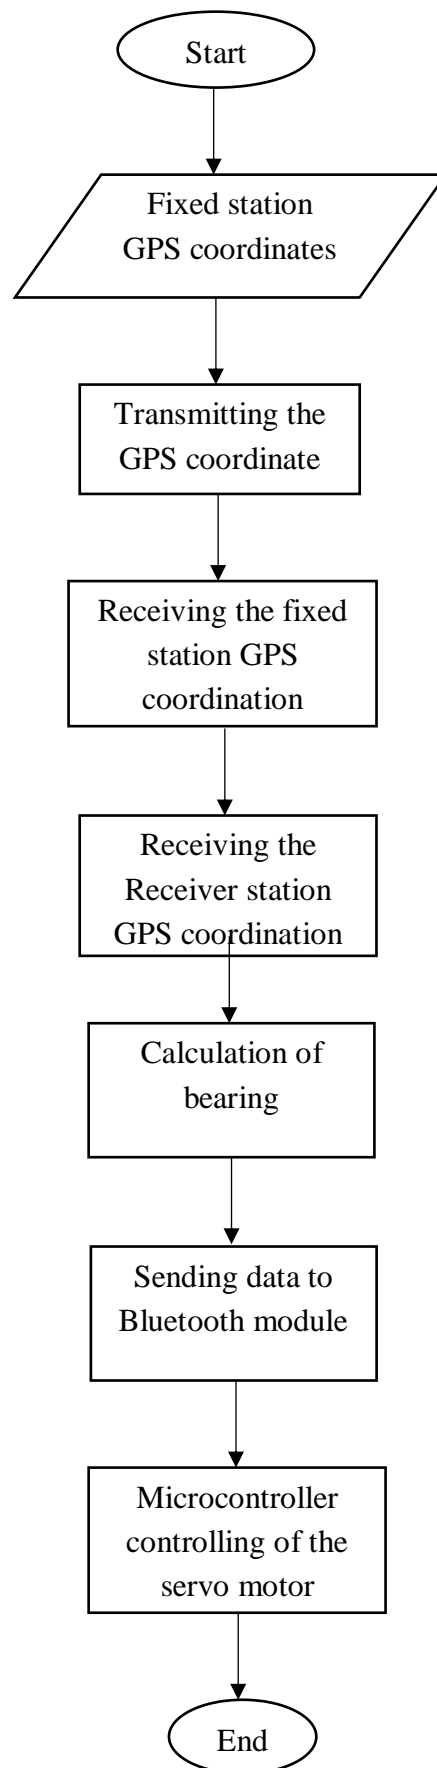 Start
Fixed station
GPS coordinates
Transmitting the
GPS coordinate
Receiving the fixed
station GPS
coordination
Receiving the
Receiver station
GPS coordination
Calculation of
bearing
Sending data to
Bluetooth module
Microcontroller
controlling of the
servo motor
End